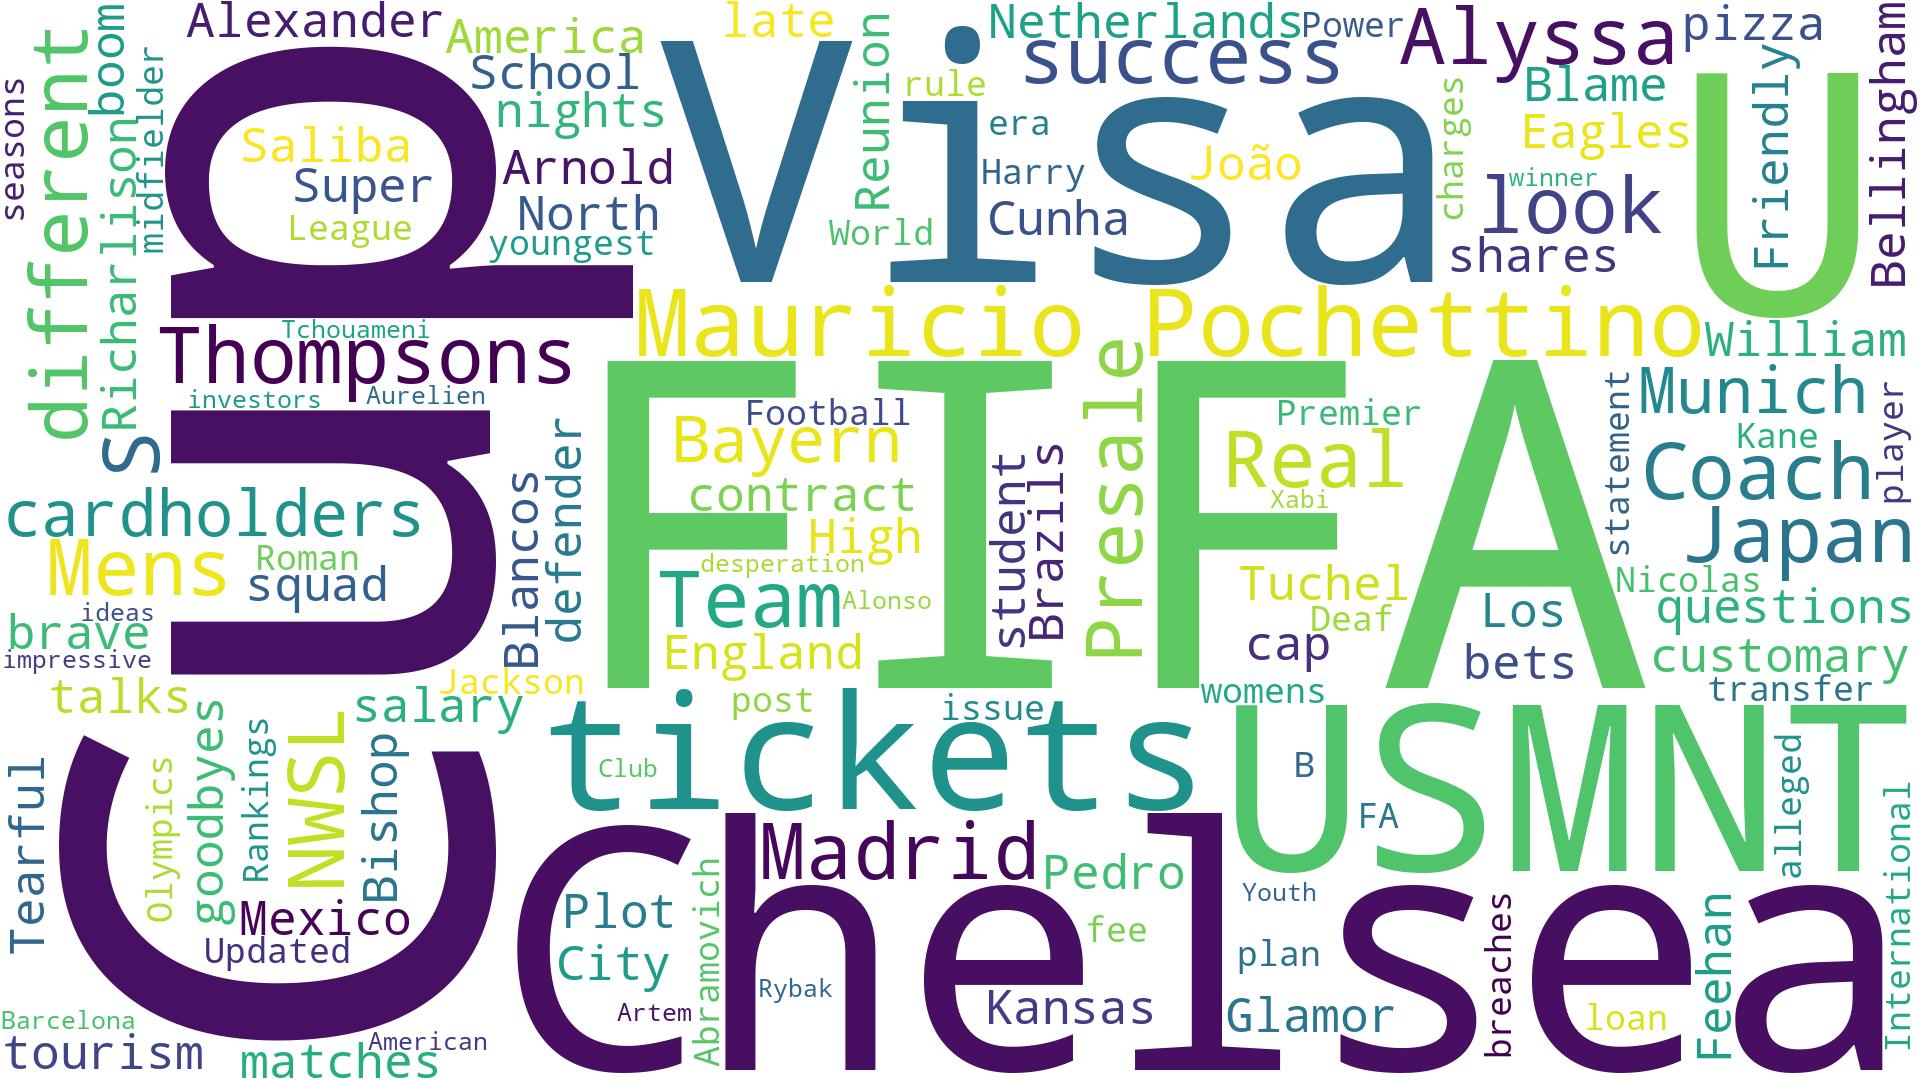 Alexander
America
late
Netherlands
Power
Alyssa
pizza
Bellingham
different
boom
seasons
midfielder
Richarlison
School
nights
Visa
Reunion
rule
success
era
charges
Blame
Eagles
U
Friendly
Saliba
Super
League
Arnold
North
youngest
World
Harry
Cunha
João
winner
look
shares
Cup
Tchouameni
Thompsons
investors
Aurelien
Mauricio Pochettino
William
FIFA
Football
Bayern
contract
High
desperation
Team
Alonso
England
student
Brazils
Presale
Premier
Real
Xabi
Tuchel
Deaf
cap
Los
bets
statement
Munich
Kane
player
Coach
Japan
Nicolas
questions
customary
transfer
S
cardholders
Mens
Roman
squad
ideas
brave
impressive
Blancos
defender
Jackson
talks
salary
post
issue
womens
tickets
Club
USMNT
B
FA
alleged
International
Tearful
Olympics
goodbyes
Rankings
NWSL
Bishop
Mexico
Updated
Chelsea
Madrid
Pedro
Plot
City
Artem
Abramovich
Rybak
fee
Kansas
Youth
plan
Glamor
breaches
loan
Feehan
Barcelona
tourism
matches
American